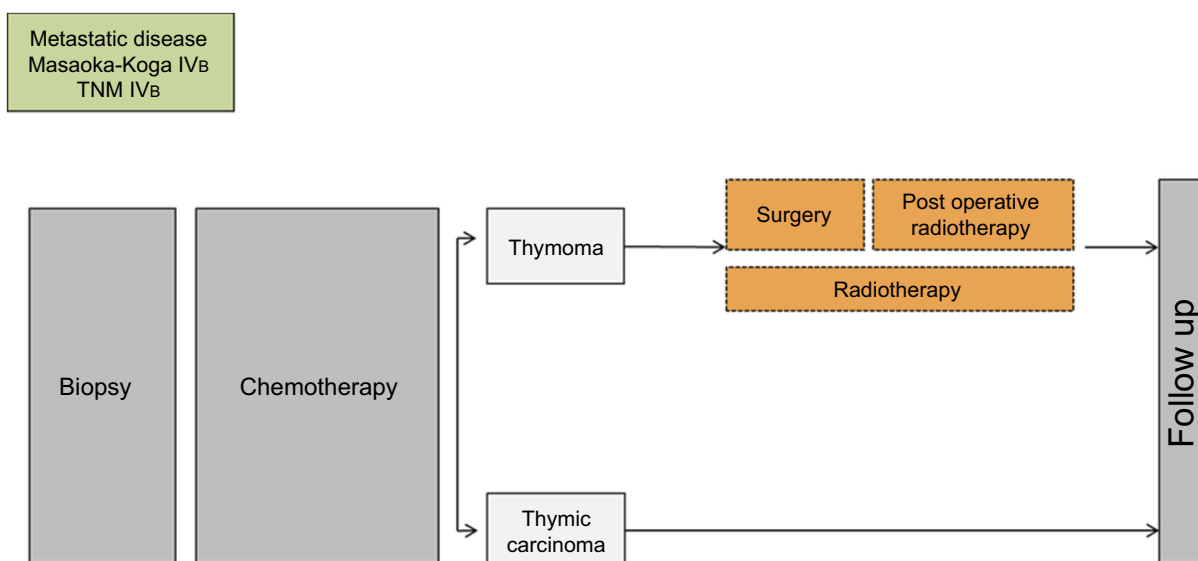 Metastatic disease
Masaoka-Koga IVB
TNM IVB
Biopsy
Chemotherapy
Thymoma
Surgery
Post operative
radiotherapy
Radiotherapy
Thymic
carcinoma
Follow up